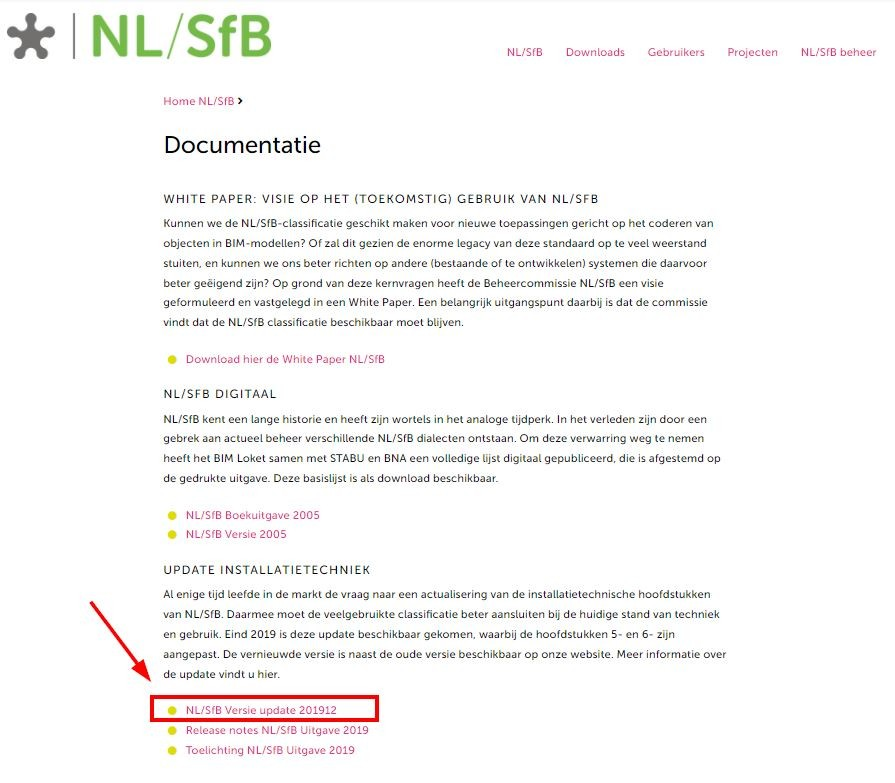 NL/SfB
NL/SfB Downloads Gebruikers Projecten NL/SfB beheer
Home NL/SfB >
Documentatie
WHITE PAPER: VISIE OP HET (TOEKOMSTIG) GEBRUIK VAN NL/SFB
Kunnen we de NL/SfB-classificatie geschikt maken voor nieuwe toepassingen gericht op het coderen van
objecten in BIM-modellen? Of zal dit gezien de enorme legacy van deze standaard op te veel weerstand
stuiten, en kunnen we ons beter richten op andere (bestaande of te ontwikkelen) systemen die daarvoor
beter geëigend zijn? Op grond van deze kernvragen heeft de Beheercommissie NL/SfB een visie
geformuleerd en vastgelegd in een White Paper. Een belangrijk uitgangspunt daarbij is dat de commissie
vindt dat de NL/SfB classificatie beschikbaar moet blijven.
Download hier de White Paper NL/SfB
NL/SFB DIGITAAL
NL/SfB kent een lange historie en heeft zijn wortels in het analoge tijdperk. In het verleden zijn door een
gebrek aan actueel beheer verschillende NL/SfB dialecten ontstaan. Om deze verwarring weg te nemen
heeft het BIM Loket samen met STABU en BNA een volledige lijst digitaal gepubliceerd, die is afgestemd op
de gedrukte uitgave. Deze basislijst is als download beschikbaar.
NL/SfB Boekuitgave 2005
NL/SfB Versie 2005
UPDATE INSTALLATIETECHNIEK
Al enige tijd leefde in de markt de vraag naar een actualisering van de installatietechnische hoofdstukken
van NL/SfB. Daarmee moet de veelgebruikte classificatie beter aansluiten bij de huidige stand van techniek
en gebruik. Eind 2019 is deze update beschikbaar gekomen, waarbij de hoofdstukken 5- en 6- zijn
aangepast. De vernieuwde versie is naast de oude versie beschikbaar op onze website. Meer informatie over
de update vindt u hier.
NL/SfB Versie update 201912
Release notes NL/SfB Uitgave 2019
Toelichting NL/SfB Uitgave 2019